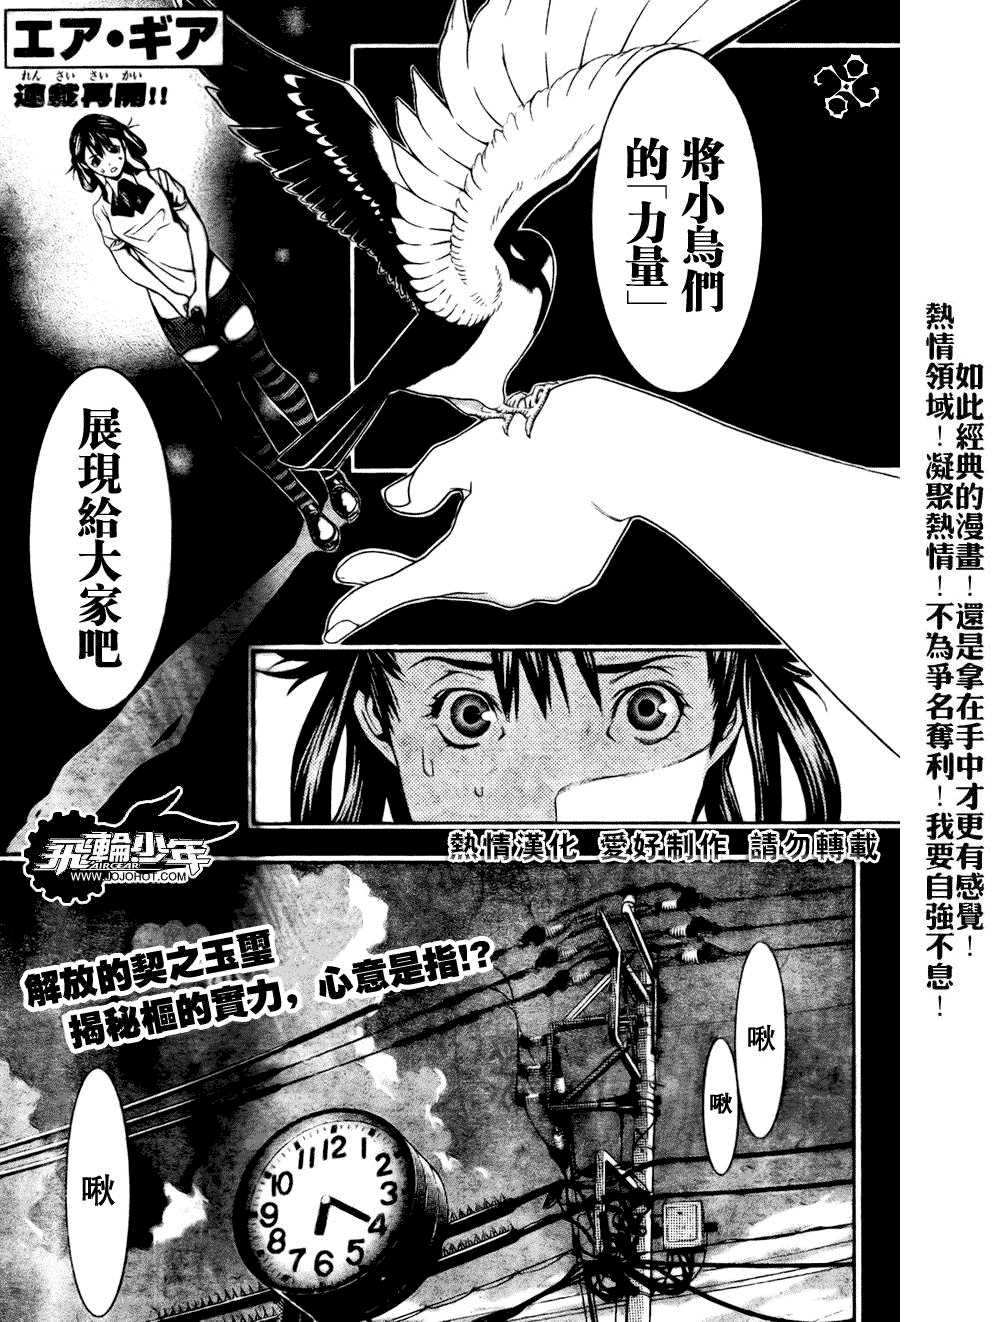 エア・ギア
れんさいさいかい
連載再開!!
將小鳥們
的「力量」
展現給大家吧
如此經典的漫畫！還是拿在手中才更有感覺！
熱情領域！凝聚熱情！不為爭名奪利！我要自強不息！
飛輪少年
AIRGEAR
WWW.JOJOHOT.COM
熱情漢化 愛好制作 請勿轉載
解放的契之玉璽
揭秘樞的實力，心意是指!?
啾
啾
啾
12
1
2
3
4
5
6
7
8
9
10
11